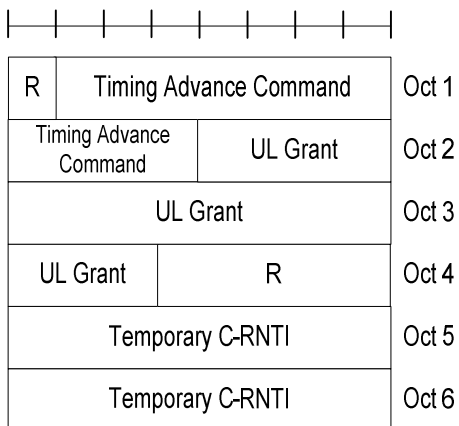 R Timing Advance Command Oct 1
Timing Advance
Command UL Grant Oct 2
UL Grant Oct 3
UL Grant R Oct 4
Temporary C-RNTI Oct 5
Temporary C-RNTI Oct 6